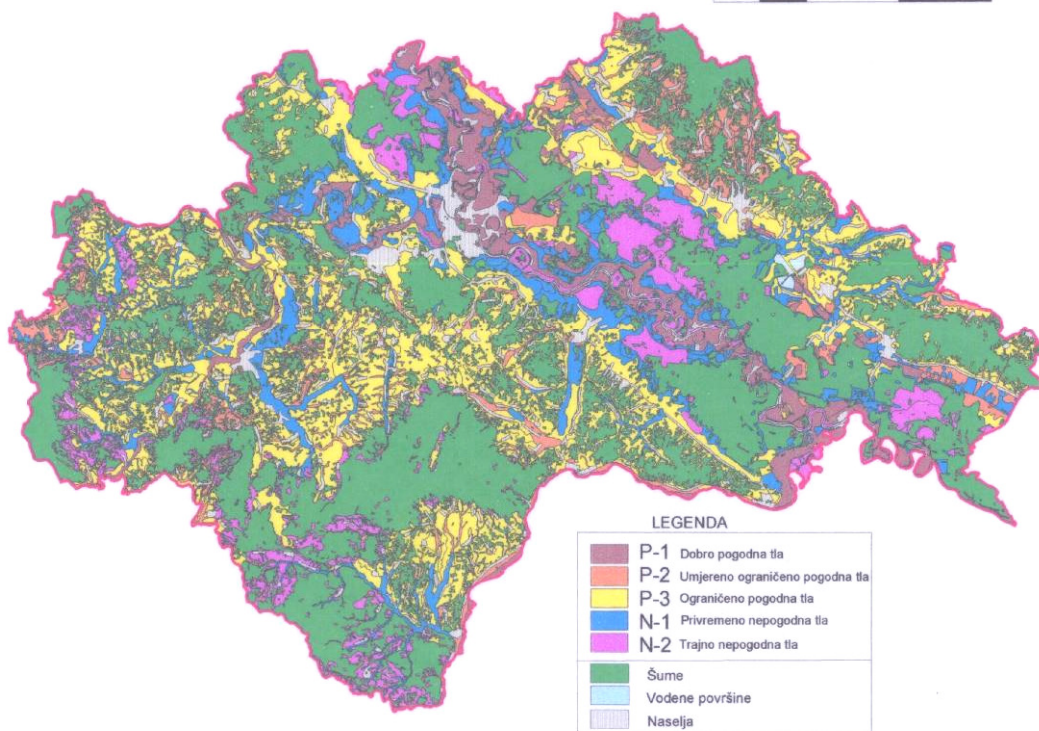 LEGENDA
P-1 Dobro pogodna tla
P-2 Umjereno ograničeno pogodna tla
P-3 Ograničeno pogodna tla
N-1 Privremeno nepogodna tla
N-2 Trajno nepogodna tla
Šume
Vodene površine
Naselja